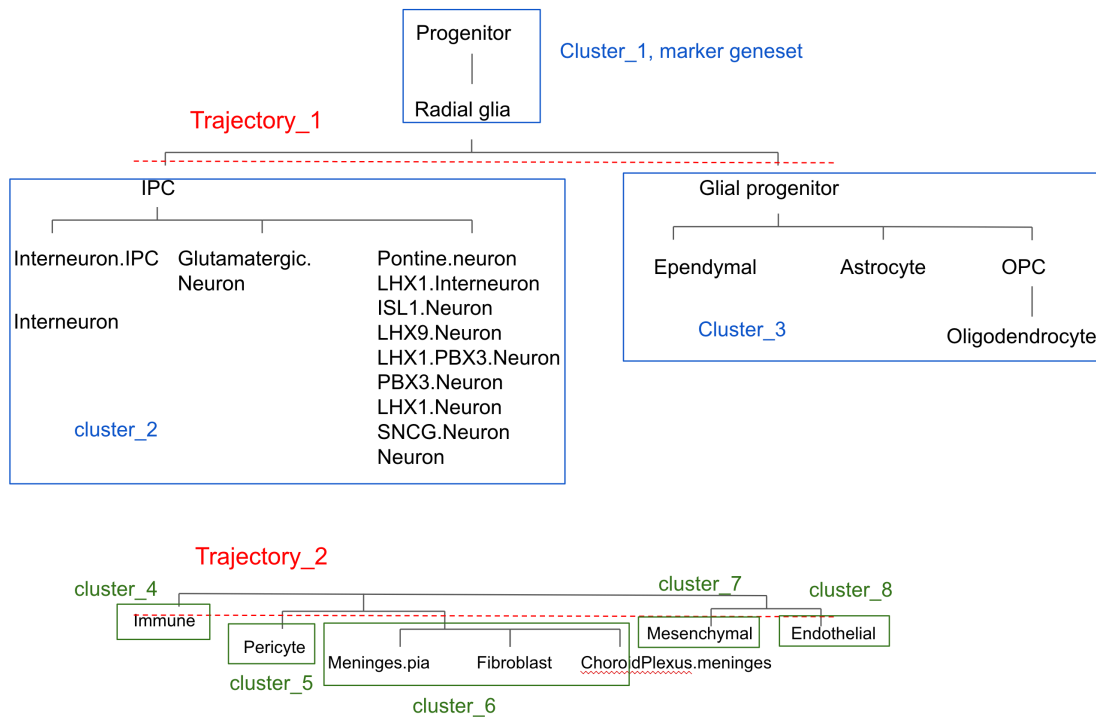 Progenitor
Cluster_1, marker geneset
Radial glia
Trajectory_1
IPC
Glial progenitor
Interneuron.IPC
Glutamatergic.
Neuron
Pontine.neuron
LHX1.Interneuron
ISL1.Neuron
LHX9.Neuron
LHX1.PBX3.Neuron
PBX3.Neuron
LHX1.Neuron
SNCG.Neuron
Neuron
Interneuron
cluster_2
Ependymal
Astrocyte
OPC
Cluster_3
Oligodendrocyte
Trajectory_2
cluster_4
cluster_7
cluster_8
Immune
Pericyte
Mesenchymal
Endothelial
Meninges.pia
Fibroblast
ChoroidPlexus.meninges
cluster_5
cluster_6